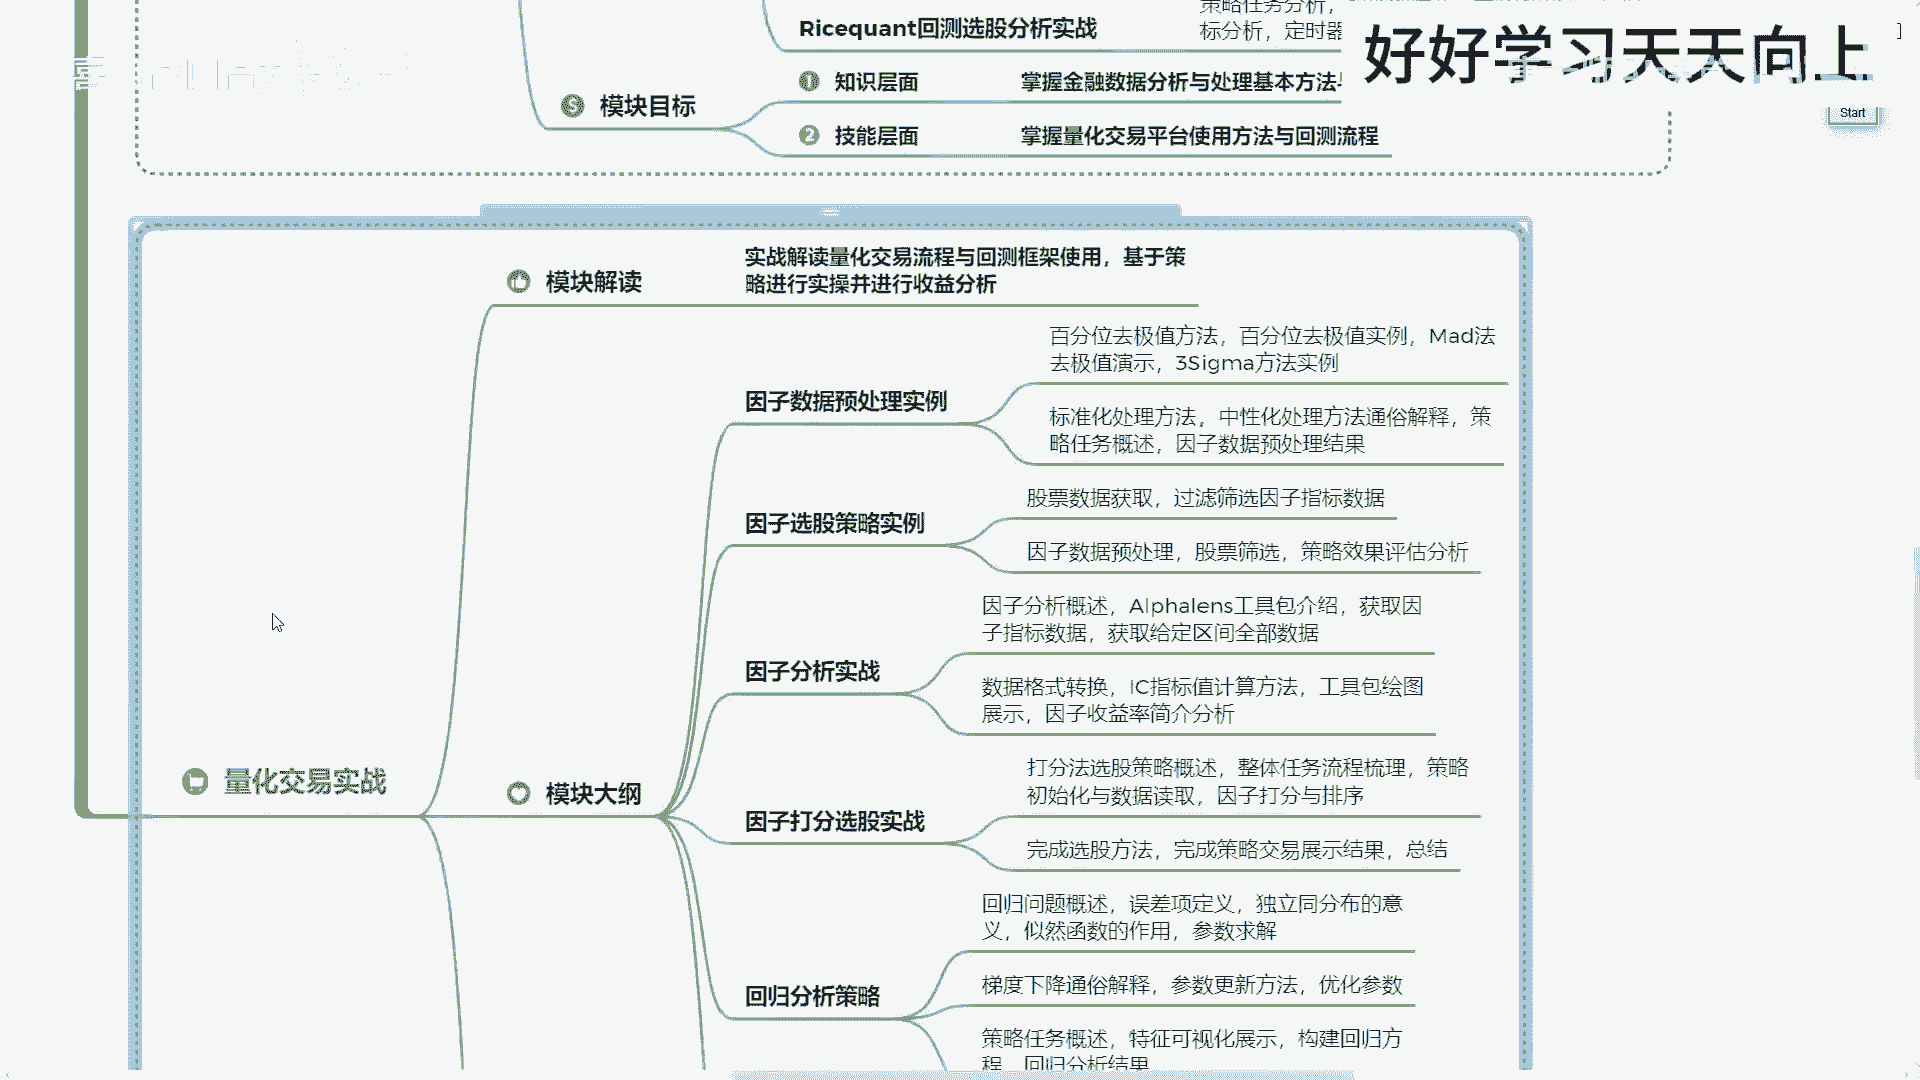 策略任务分析，
Ricequant回测选股分析实战
标分析，定时器
好好学习天天向上
Start
模块目标
1 知识层面
掌握金融数据分析与处理基本方法
2 技能层面
掌握量化交易平台使用方法与回测流程
模块解读
实战解读量化交易流程与回测框架使用，基于策
略进行实操并进行收益分析
因子数据预处理实例
百分位去极值方法，百分位去极值实例，Mad法
去极值演示，3Sigma方法实例
标准化处理方法，中性化处理方法通俗解释，策
略任务概述，因子数据预处理结果
因子选股策略实例
股票数据获取，过滤筛选因子指标数据
因子数据预处理，股票筛选，策略效果评估分析
因子分析实战
因子分析概述，Alphalens工具包介绍，获取因
子指标数据，获取给定区间全部数据
数据格式转换，IC指标值计算方法，工具包绘图
展示，因子收益率简介分析
量化交易实战
模块大纲
因子打分选股实战
打分法选股策略概述，整体任务流程梳理，策略
初始化与数据读取，因子打分与排序
完成选股方法，完成策略交易展示结果，总结
回归分析策略
回归问题概述，误差项定义，独立同分布的意
义，似然函数的作用，参数求解
梯度下降通俗解释，参数更新方法，优化参数
策略任务概述，特征可视化展示，构建回归方
程，回归分析结果